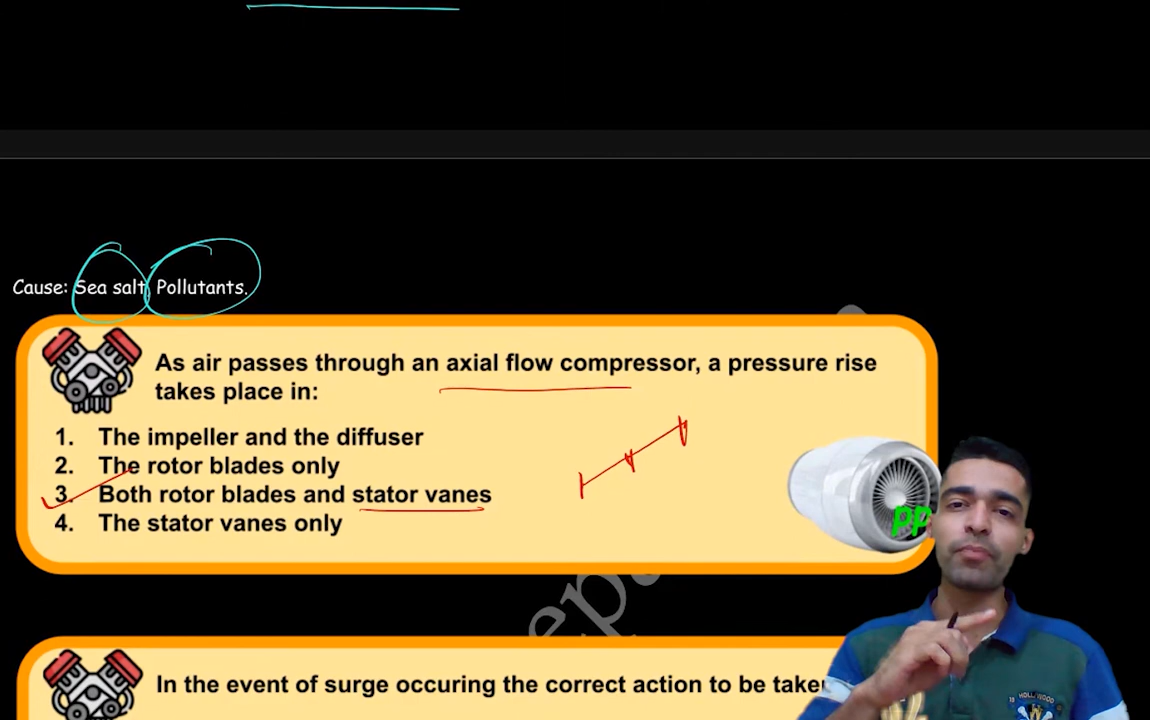 Cause: Sea salt Pollutants.
As air passes through an axial flow compressor, a pressure rise
takes place in:
1. The impeller and the diffuser
2. The rotor blades only
3. Both rotor blades and stator vanes
4. The stator vanes only
PP
In the event of surge occuring the correct action to be
HOLLYWOOD